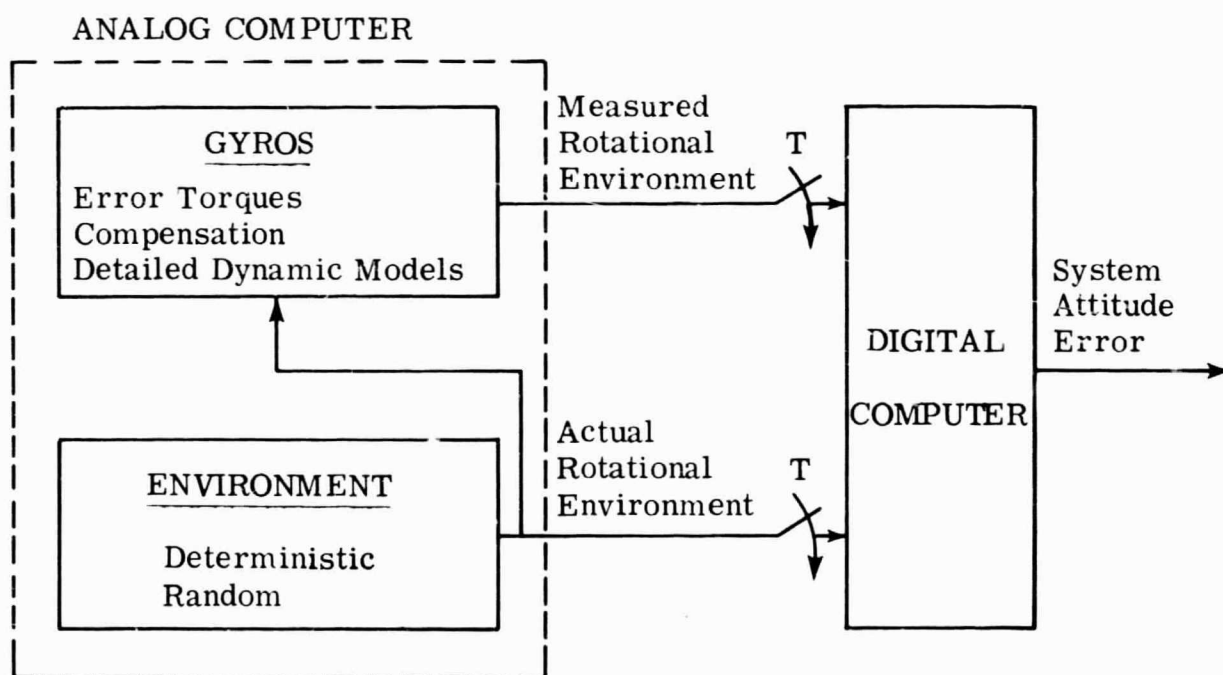 ANALOG COMPUTER
GYROS
Error Torques
Compensation
Detailed Dynamic Models
Measured
Rotational
Environment
T
ENVIRONMENT
Deterministic
Random
Actual
Rotational
Environment
T
DIGITAL
COMPUTER
System
Attitude
Error